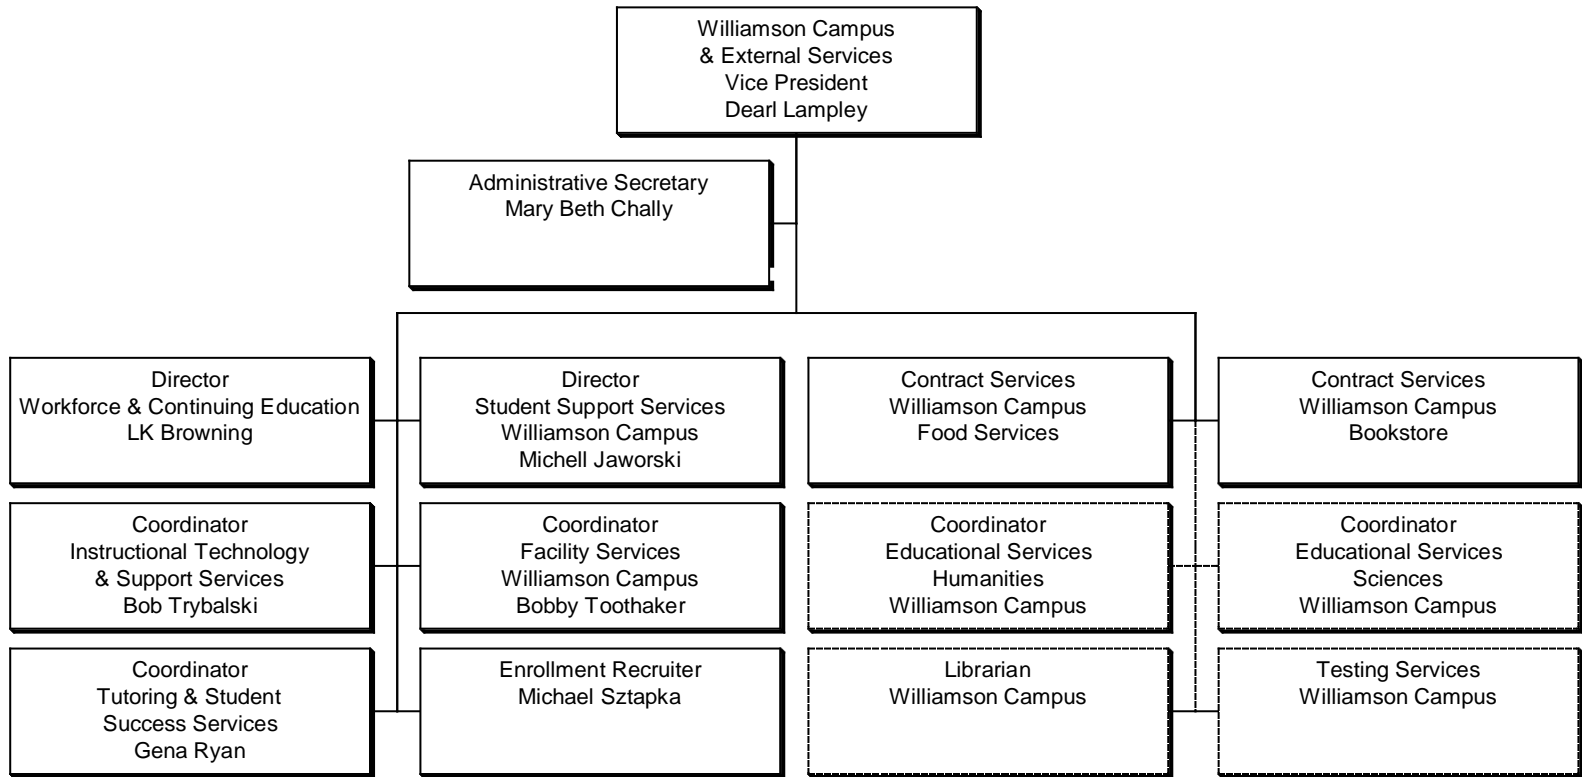 Williamson Campus
& External Services
Vice President
Dearl Lampley
Administrative Secretary
Mary Beth Chally
Director
Workforce & Continuing Education
LK Browning
Director
Student Support Services
Williamson Campus
Michell Jaworski
Contract Services
Williamson Campus
Food Services
Contract Services
Williamson Campus
Bookstore
Coordinator
Instructional Technology
& Support Services
Bob Trybalski
Coordinator
Facility Services
Williamson Campus
Bobby Toothaker
Coordinator
Educational Services
Humanities
Williamson Campus
Coordinator
Educational Services
Sciences
Williamson Campus
Coordinator
Tutoring & Student
Success Services
Gena Ryan
Enrollment Recruiter
Michael Sztapka
Librarian
Williamson Campus
Testing Services
Williamson Campus